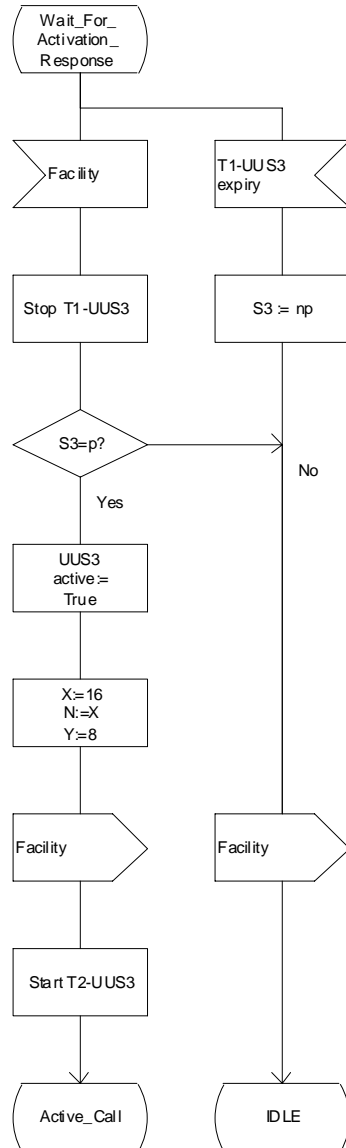 Wait_For_
Activation_
Response
Facility
T1-UUS3
expiry
Stop T1-UUS3
S3 := np
S3=p?
No
Yes
UUS3
active:=
True
X:=16
N:=X
Y:=8
Facility
Facility
Start T2-UUS3
Active_Call
IDLE